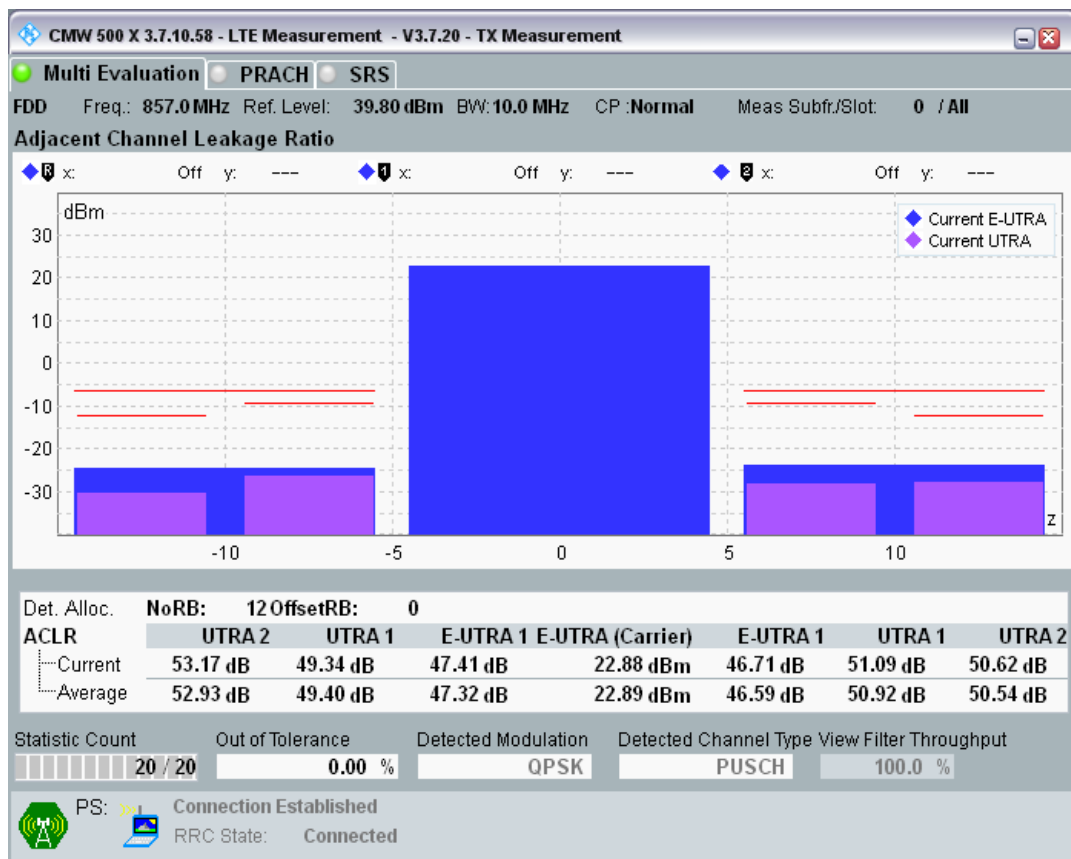 CMW 500 X 3.7.10.58 - LTE Measurement - V3.7.20 - TX Measurement
Multi Evaluation PRACH SRS
FDD Freq.: 857.0 MHz Ref. Level: 39.80 dBm BW: 10.0 MHz CP :Normal Meas Subfr./Slot: 0 / All
Adjacent Channel Leakage Ratio
R x: Off y: --- 1 x: Off y: --- 2 x: Off y: ---
dBm
Current E-UTRA
Current UTRA
30
20
10
0
-10
-20
-30
z
-10 -5 0 5 10
Det. Alloc. NoRB: 12 OffsetRB: 0
ACLR UTRA 2 UTRA 1 E-UTRA 1 E-UTRA (Carrier) E-UTRA 1 UTRA 1 UTRA 2
Current 53.17 dB 49.34 dB 47.41 dB 22.88 dBm 46.71 dB 51.09 dB 50.62 dB
Average 52.93 dB 49.40 dB 47.32 dB 22.89 dBm 46.59 dB 50.92 dB 50.54 dB
Statistic Count Out of Tolerance Detected Modulation Detected Channel Type View Filter Throughput
20 / 20 0.00 % QPSK PUSCH 100.0 %
PS: Connection Established
RRC State: Connected